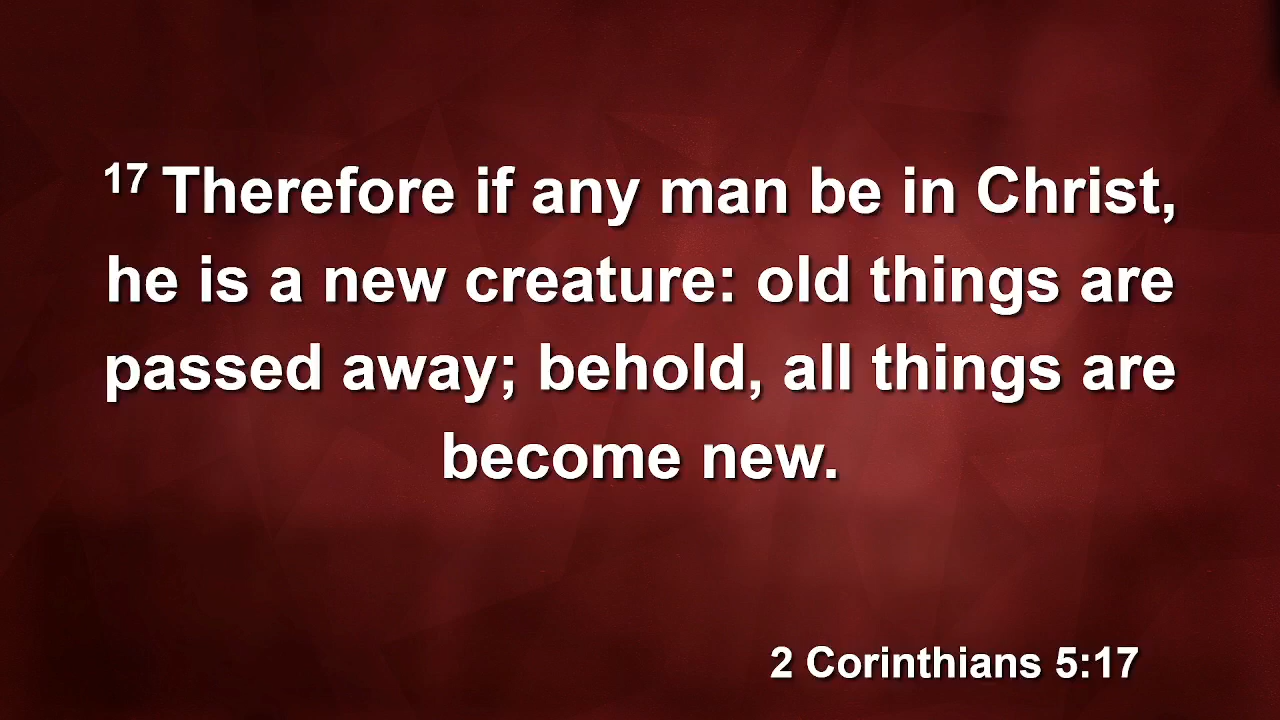 17 Therefore if any man be in Christ,
he is a new creature: old things are
passed away; behold, all things are
become new.
2 Corinthians 5:17